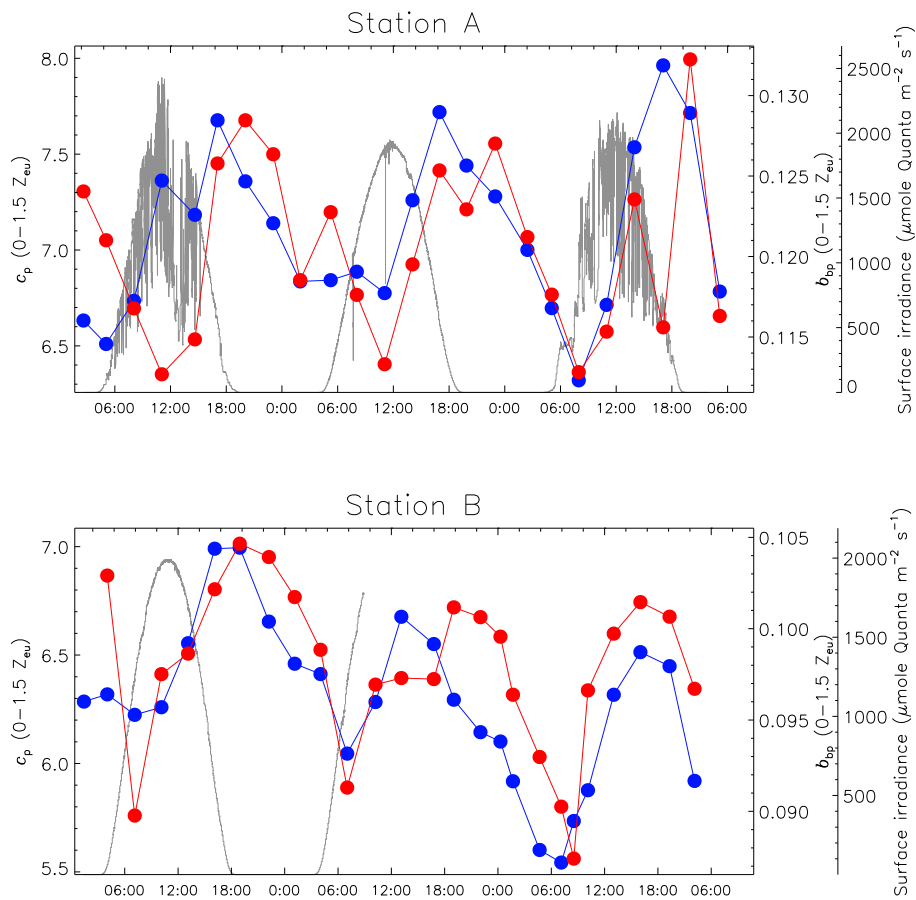 Station A
8.0
7.5
7.0
6.5
c_p (0−1.5 Z_eu)
0.130
0.125
0.120
0.115
b_bp (0−1.5 Z_eu)
2500
2000
1500
1000
500
0
Surface irradiance (μmole Quanta m⁻² s⁻¹)
06:00 12:00 18:00 0:00 06:00 12:00 18:00 0:00 06:00 12:00 18:00 0:00 06:00
Station B
7.0
6.5
6.0
5.5
c_p (0−1.5 Z_eu)
0.105
0.100
0.095
0.090
b_bp (0−1.5 Z_eu)
2000
1500
1000
500
Surface irradiance (μmole Quanta m⁻² s⁻¹)
06:00 12:00 18:00 0:00 06:00 12:00 18:00 0:00 06:00 12:00 18:00 06:00